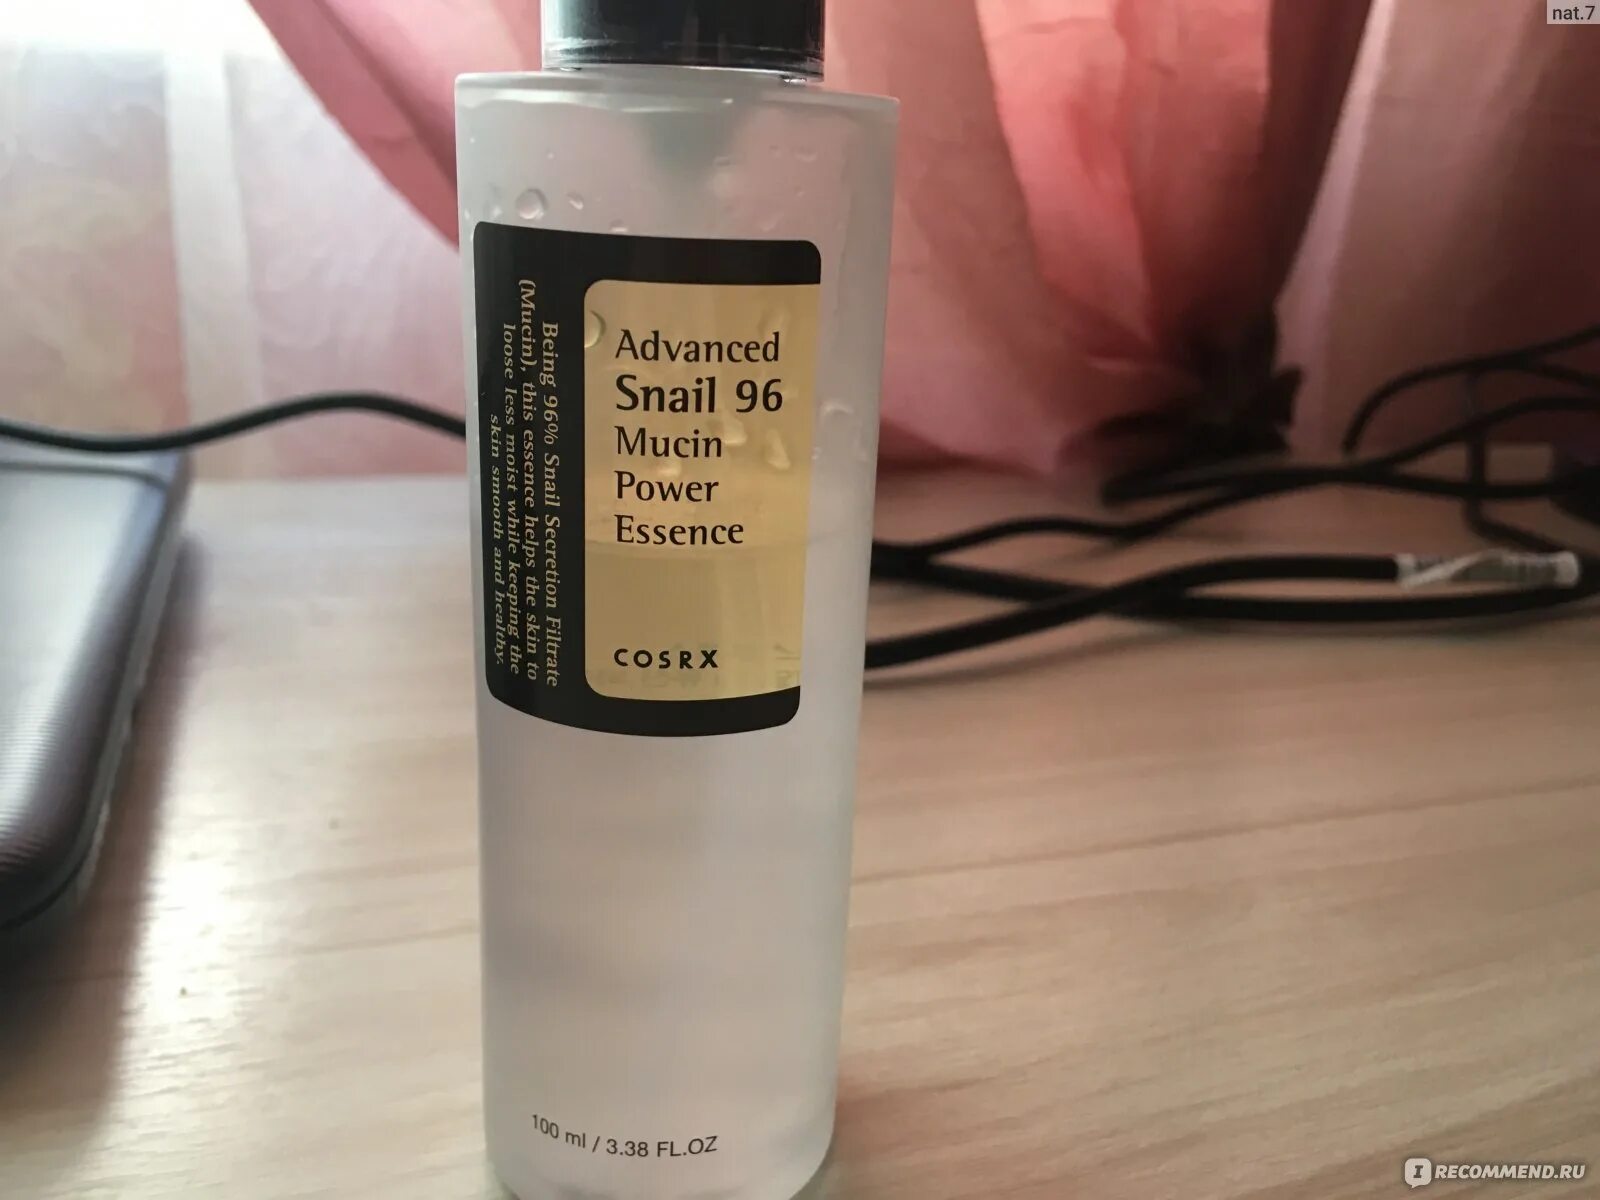 nat.7
Being 96% Snail Secretion Filtrate
(Mucin), this essence helps the skin to
loose less moist while keeping the
skin smooth and healthy.
Advanced
Snail 96
Mucin
Power
Essence
COSRX
100 ml / 3.38 FL.OZ
IRECOMMEND.RU